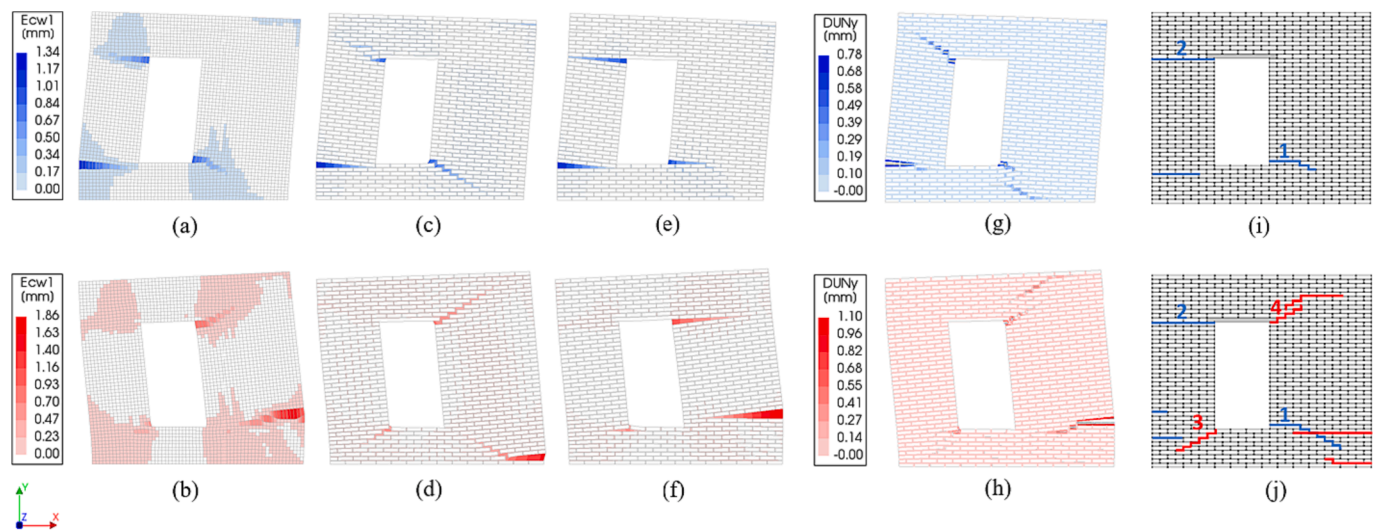 Ecw1
(mm)
1.34
1.17
1.01
0.84
0.67
0.50
0.34
0.17
0.00
(a)
(c)
(e)
DUNy
(mm)
0.78
0.68
0.58
0.49
0.39
0.29
0.19
0.10
-0.00
(g)
2
1
(i)
Ecw1
(mm)
1.86
1.63
1.40
1.16
0.93
0.70
0.47
0.23
0.00
(b)
(d)
(f)
DUNy
(mm)
1.10
0.96
0.82
0.68
0.55
0.41
0.27
0.14
-0.00
(h)
2
4
3
1
(j)
Y
Z
X